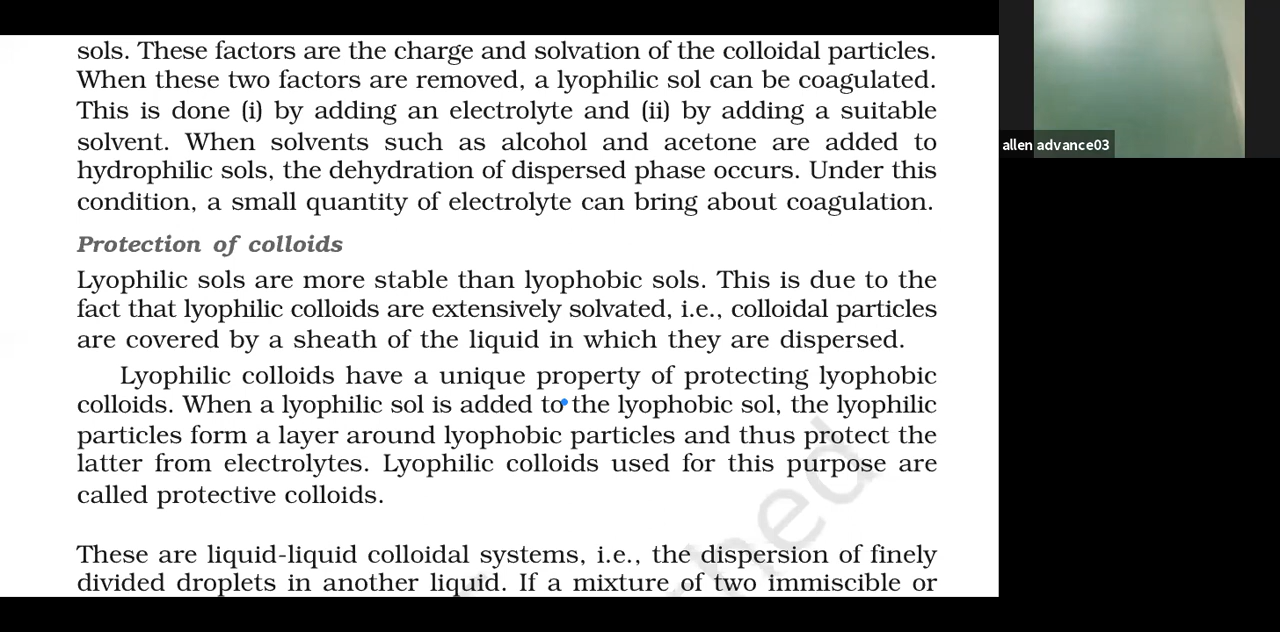 sols. These factors are the charge and solvation of the colloidal particles.
When these two factors are removed, a lyophilic sol can be coagulated.
This is done (i) by adding an electrolyte and (ii) by adding a suitable
solvent. When solvents such as alcohol and acetone are added to
hydrophilic sols, the dehydration of dispersed phase occurs. Under this
condition, a small quantity of electrolyte can bring about coagulation.
Protection of colloids
Lyophilic sols are more stable than lyophobic sols. This is due to the
fact that lyophilic colloids are extensively solvated, i.e., colloidal particles
are covered by a sheath of the liquid in which they are dispersed.
Lyophilic colloids have a unique property of protecting lyophobic
colloids. When a lyophilic sol is added to the lyophobic sol, the lyophilic
particles form a layer around lyophobic particles and thus protect the
latter from electrolytes. Lyophilic colloids used for this purpose are
called protective colloids.
These are liquid-liquid colloidal systems, i.e., the dispersion of finely
divided droplets in another liquid. If a mixture of two immiscible or
allen advance03